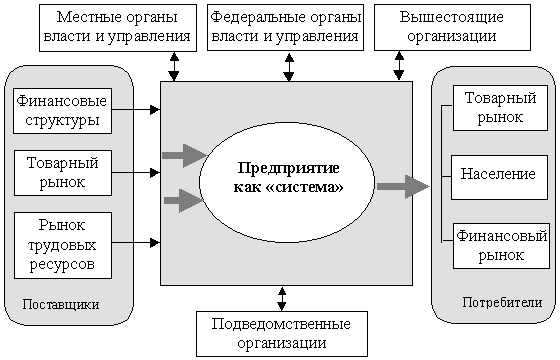 Местные органы
власти и управления
Федеральные органы
власти и управления
Вышестоящие
организации
Финансовые
структуры
Товарный
рынок
Рынок
трудовых
ресурсов
Поставщики
Предприятие
как «система»
Товарный
рынок
Население
Финансовый
рынок
Потребители
Подведомственные
организации